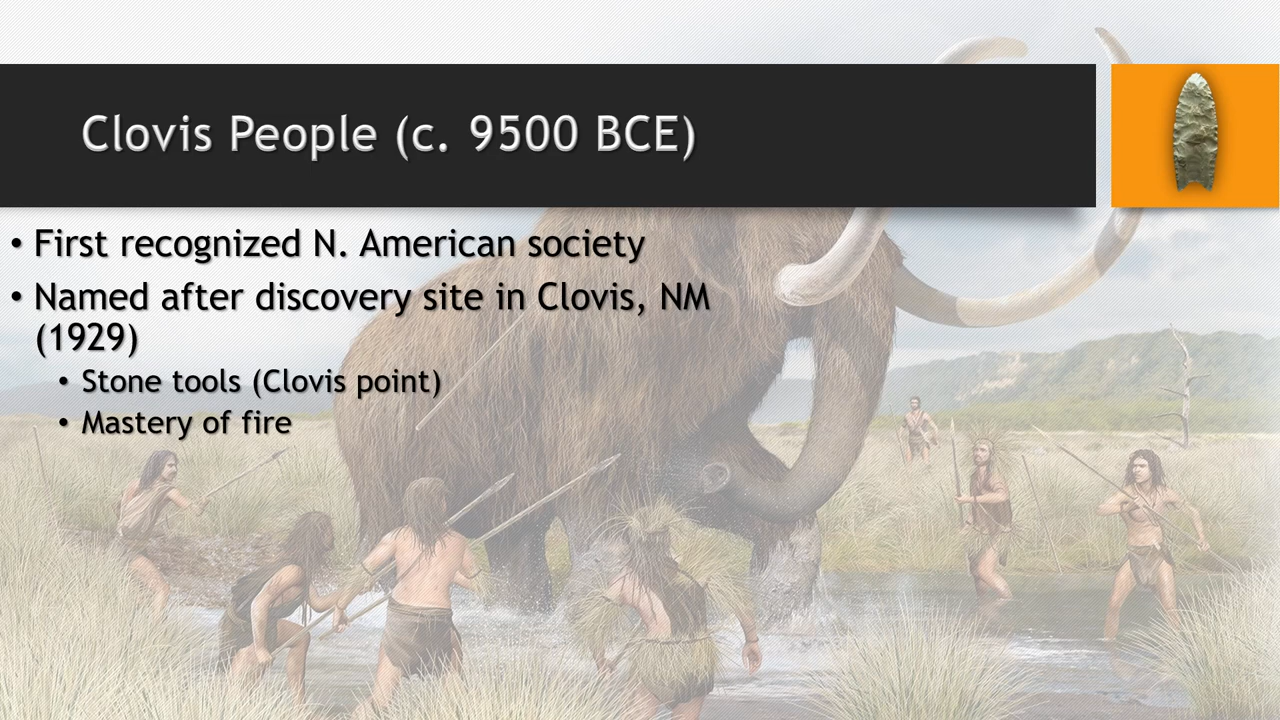 Clovis People (c. 9500 BCE)
• First recognized N. American society
• Named after discovery site in Clovis, NM
(1929)
• Stone tools (Clovis point)
• Mastery of fire